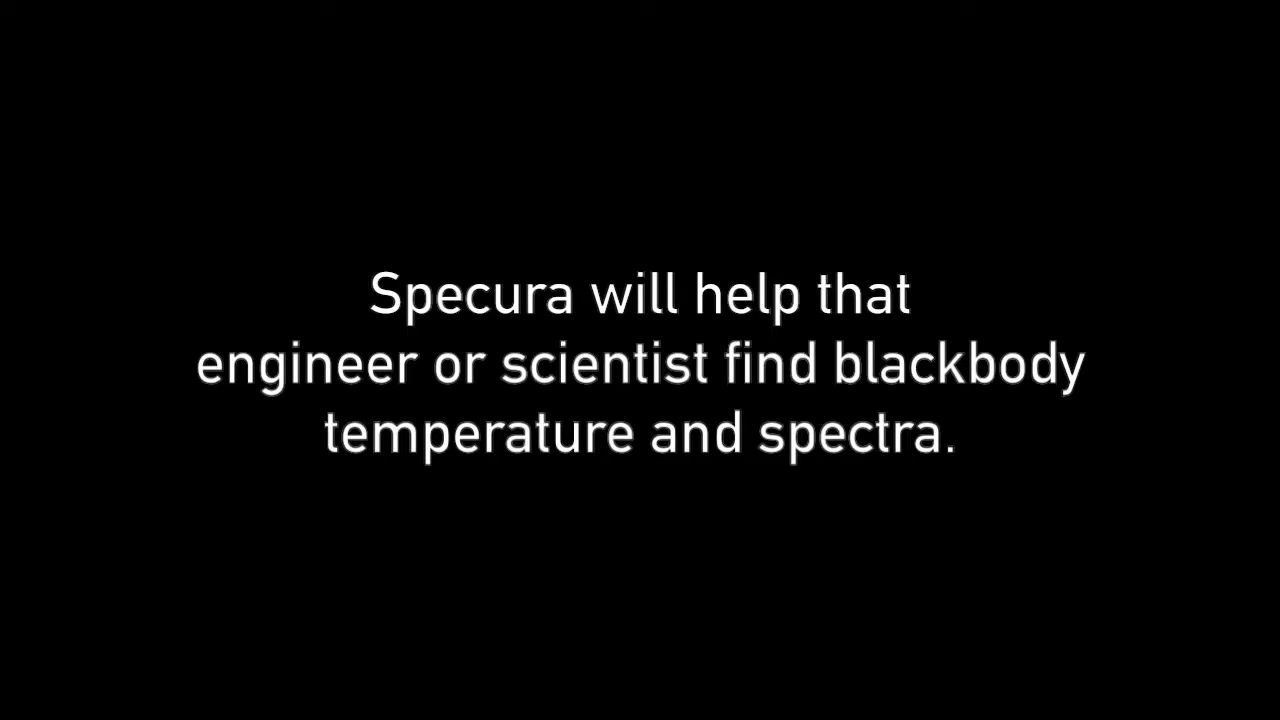 Specura will help that
engineer or scientist find blackbody
temperature and spectra.